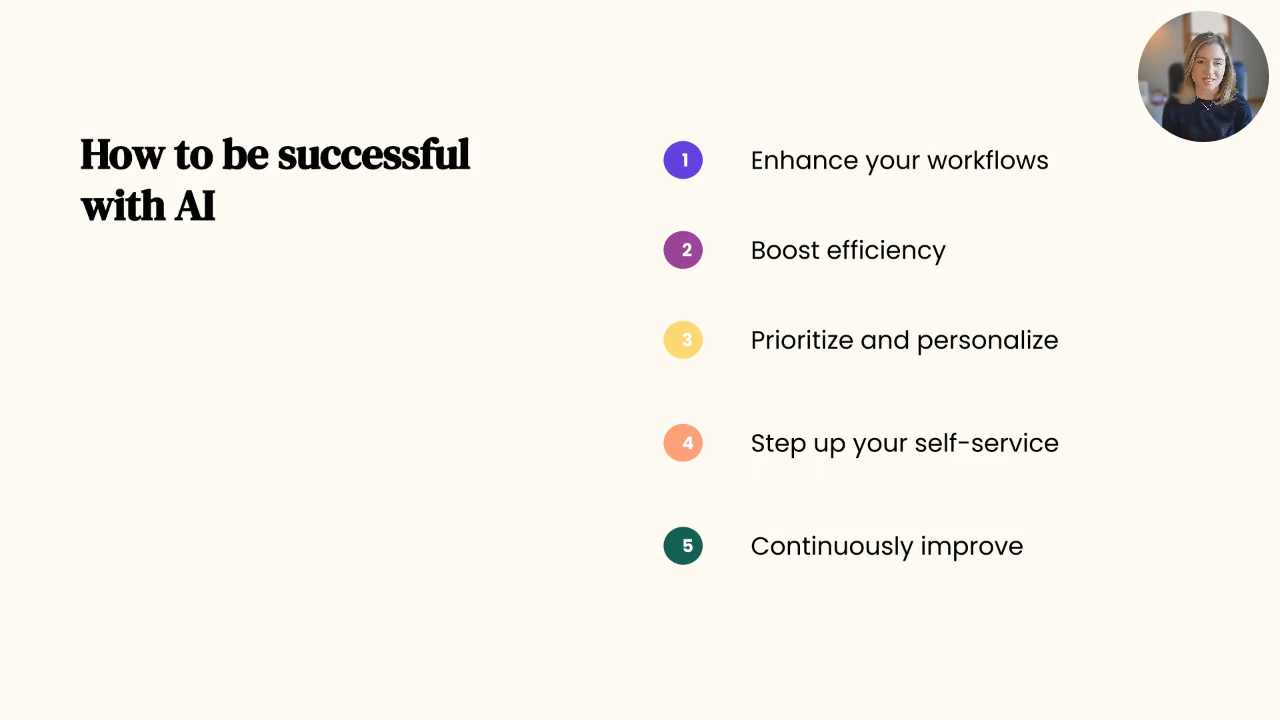 How to be successful
with AI
1 Enhance your workflows
2 Boost efficiency
3 Prioritize and personalize
4 Step up your self-service
5 Continuously improve